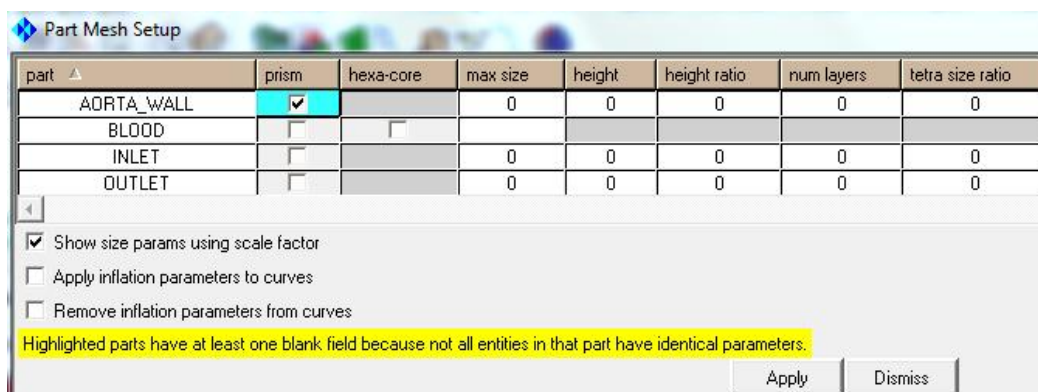 Part Mesh Setup
part prism hexa-core max size height height ratio num layers tetra size ratio
AORTA_WALL 0 0 0 0 0
BLOOD
INLET 0 0 0 0 0
OUTLET 0 0 0 0 0
Show size params using scale factor
Apply inflation parameters to curves
Remove inflation parameters from curves
Highlighted parts have at least one blank field because not all entities in that part have identical parameters.
Apply Dismiss